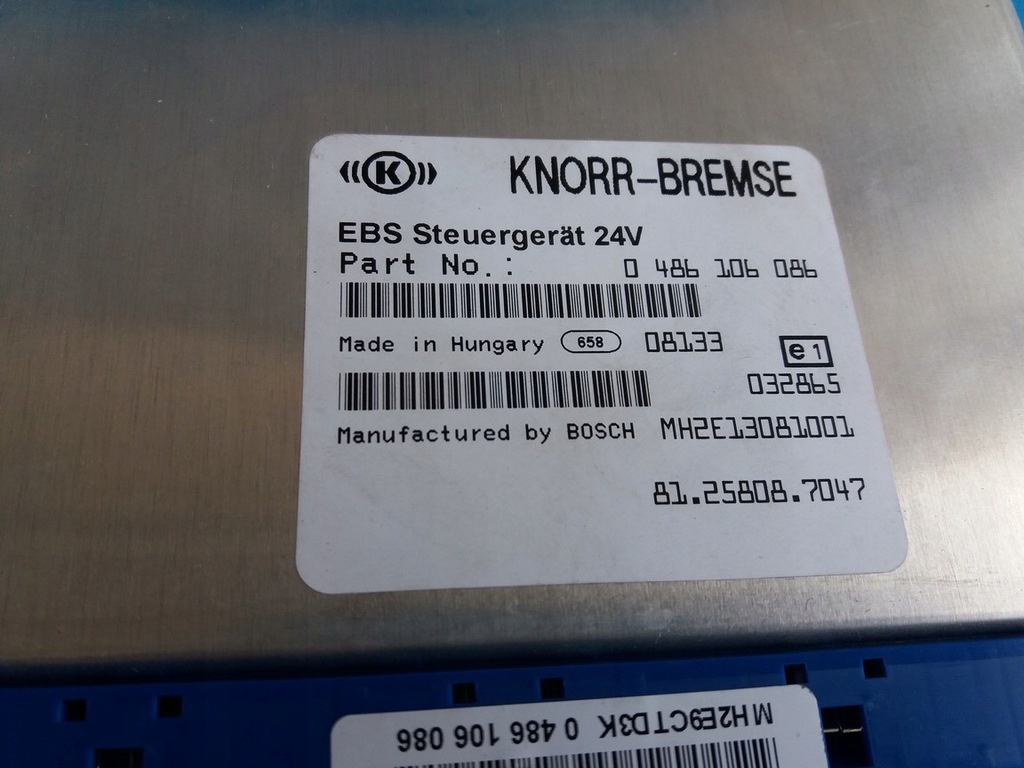 K KNORR-BREMSE
EBS Steuergerät 24V
Part No.: 0 486 106 086
Made in Hungary 658 08133 e1
032865
Manufactured by BOSCH MH2E13081001
81.25808.7047
MH2E9CTD3K 0 486 106 086